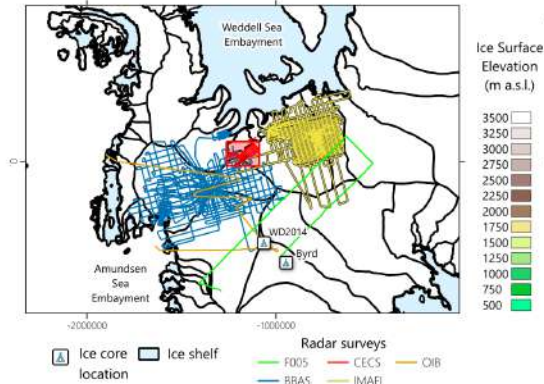 Weddell Sea
Embayment
Ice Surface
Elevation
(m a.s.l.)
3500
3250
3000
2750
2500
2250
2000
1750
1500
1250
1000
750
500
0
WD2014
Byrd
Amundsen
Sea
Embayment
-2000000
-1000000
Ice core
location
Ice shelf
Radar surveys
F005
CECS
OIB
BBAS
IMAFI